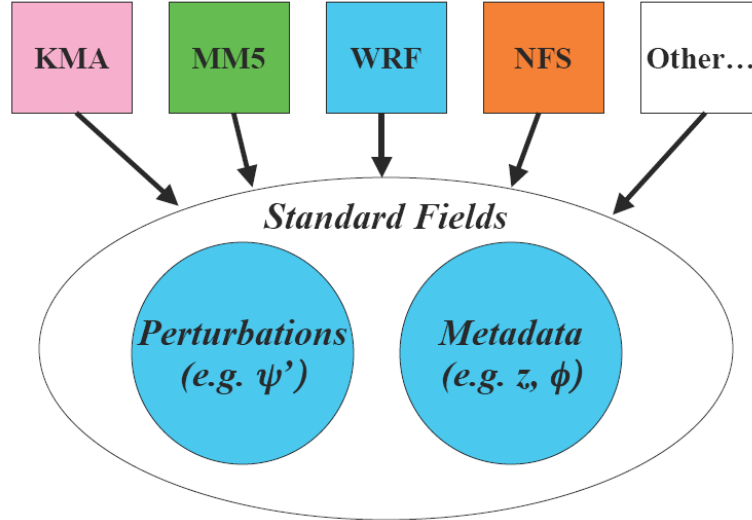 KMA
MM5
WRF
NFS
Other...
Standard Fields
Perturbations
(e.g. ψ’)
Metadata
(e.g. z, ϕ)